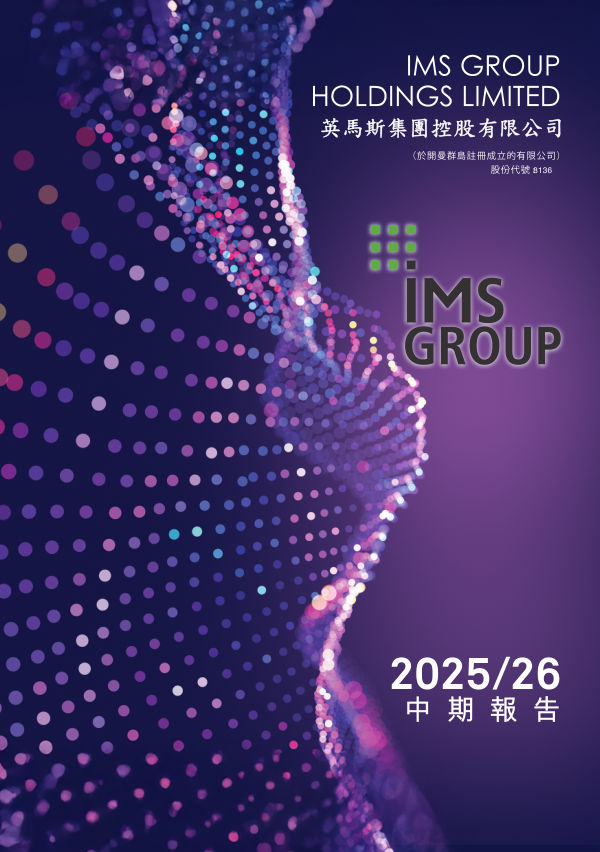 IMS GROUP
HOLDINGS LIMITED
英馬斯集團控股有限公司
（於開曼群島註冊成立的有限公司）
股份代號 8136
iMS
GROUP
2025/26
中期報告